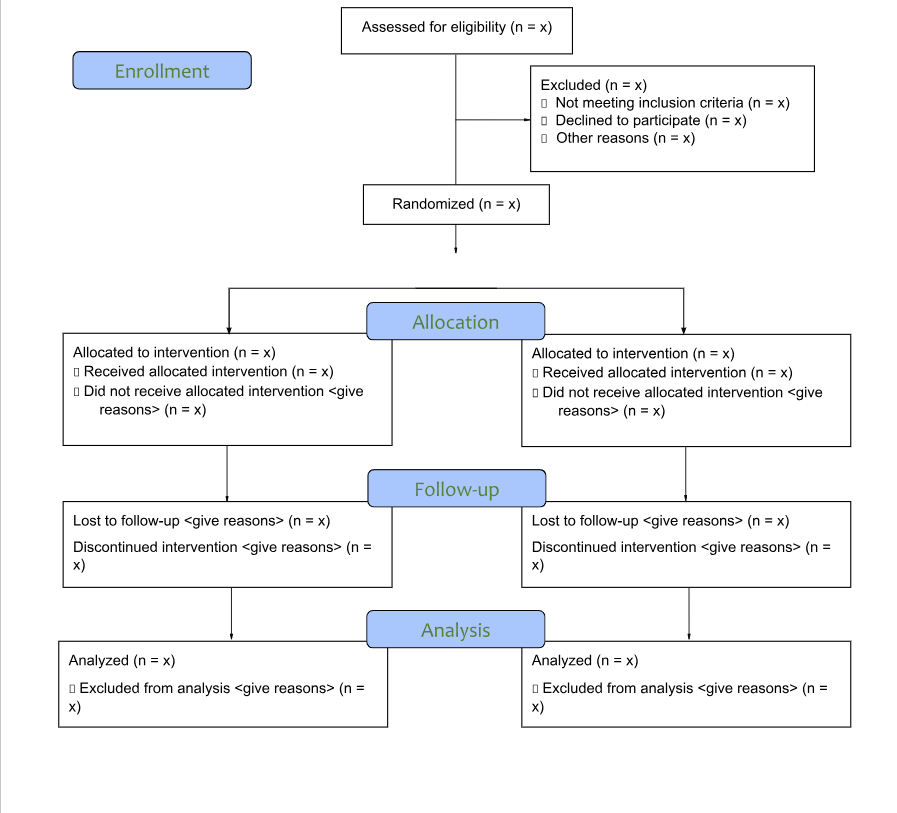 Assessed for eligibility (n = x)
Enrollment
Excluded (n = x)
▯ Not meeting inclusion criteria (n = x)
▯ Declined to participate (n = x)
▯ Other reasons (n = x)
Randomized (n = x)
Allocation
Allocated to intervention (n = x)
▯ Received allocated intervention (n = x)
▯ Did not receive allocated intervention <give
reasons> (n = x)
Allocated to intervention (n = x)
▯ Received allocated intervention (n = x)
▯ Did not receive allocated intervention <give
reasons> (n = x)
Follow-up
Lost to follow-up <give reasons> (n = x)
Discontinued intervention <give reasons> (n =
x)
Lost to follow-up <give reasons> (n = x)
Discontinued intervention <give reasons> (n =
x)
Analysis
Analyzed (n = x)
▯ Excluded from analysis <give reasons> (n =
x)
Analyzed (n = x)
▯ Excluded from analysis <give reasons> (n =
x)